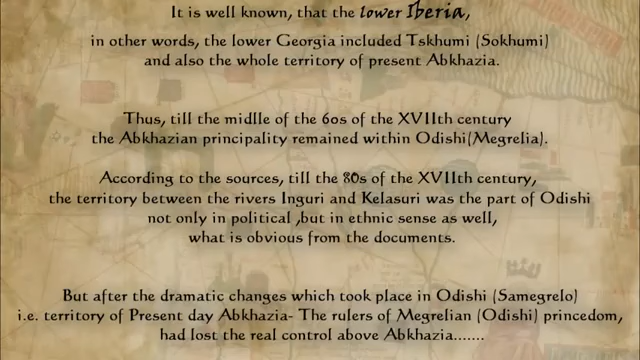 It is well known, that the lower Iberia,
in other words, the lower Georgia included Tskhumi (Sokhumi)
and also the whole territory of present Abkhazia.
Thus, till the midlle of the 60s of the XVIIth century
the Abkhazian principality remained within Odishi(Megrelia).
According to the sources, till the 80s of the XVIIth century,
the territory between the rivers Inguri and Kelasuri was the part of Odishi
not only in political ,but in ethnic sense as well,
what is obvious from the documents.
But after the dramatic changes which took place in Odishi (Samegrelo)
i.e. territory of Present day Abkhazia- The rulers of Megrelian (Odishi) princedom,
had lost the real control above Abkhazia.......